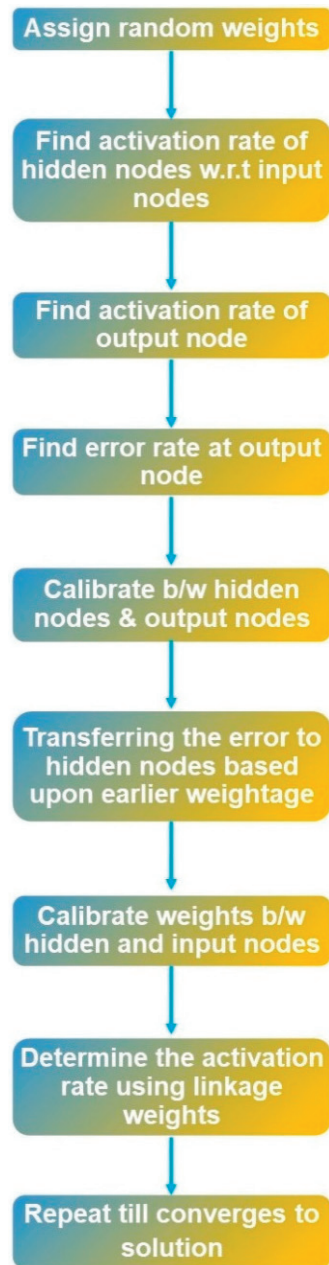 Assign random weights
Find activation rate of
hidden nodes w.r.t input
nodes
Find activation rate of
output node
Find error rate at output
node
Calibrate b/w hidden
nodes & output nodes
Transferring the error to
hidden nodes based
upon earlier weightage
Calibrate weights b/w
hidden and input nodes
Determine the activation
rate using linkage
weights
Repeat till converges to
solution